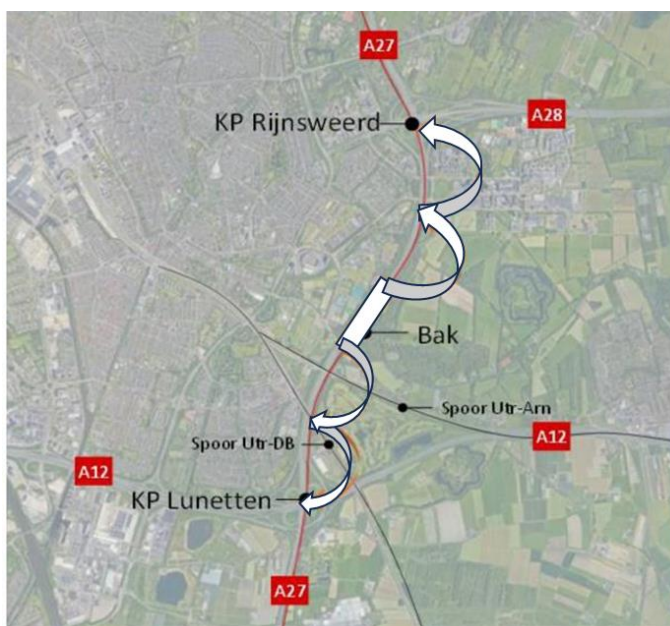 A27
KP Rijnsweerd
A28
Bak
Spoor Utr-Arn
A12
Spoor Utr-DB
A12
KP Lunetten
A27